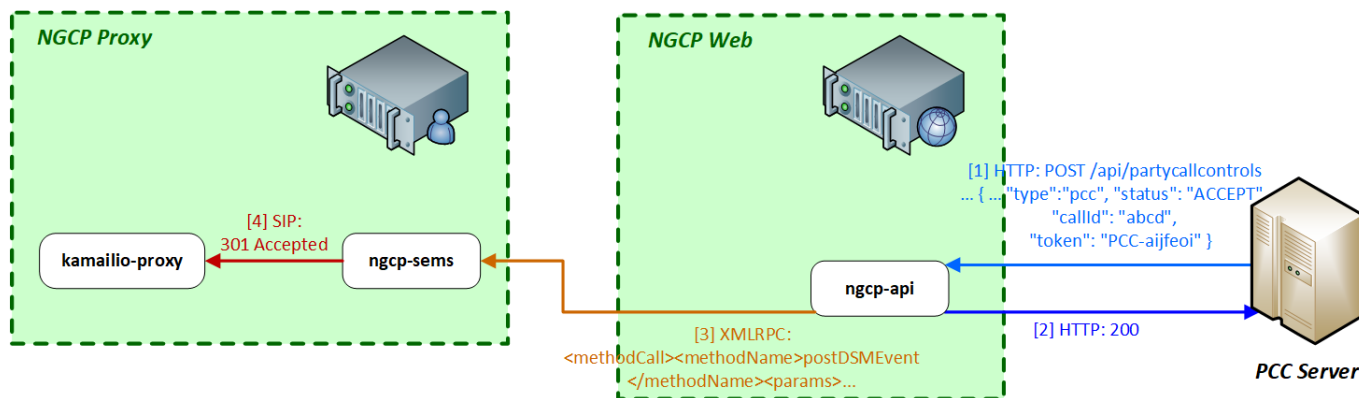 NGCP Proxy
NGCP Web
[1] HTTP: POST /api/partycallcontrols
... { ... "type":"pcc", "status": "ACCEPT"
"callId": "abcd",
"token": "PCC-aijfeoi" }
[4] SIP:
301 Accepted
kamailio-proxy
ngcp-sems
ngcp-api
[3] XMLRPC:
<methodCall><methodName>postDSMEvent
</methodName><params>...
[2] HTTP: 200
PCC Server